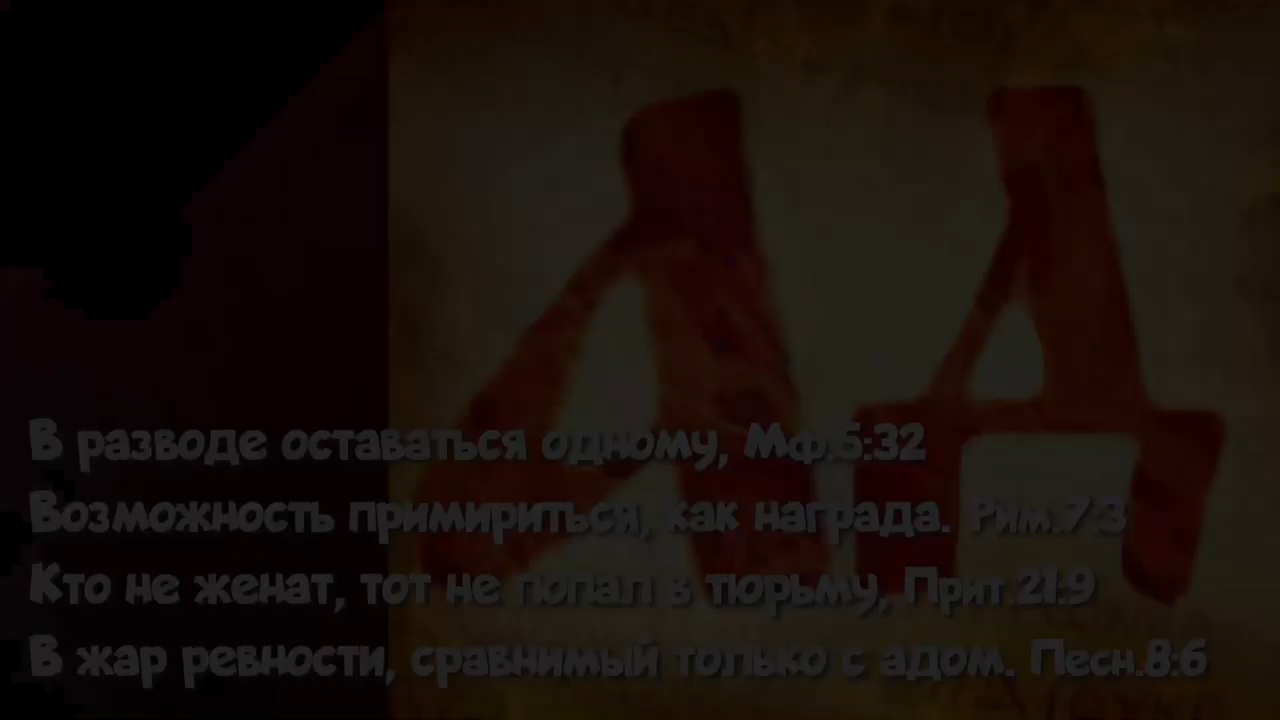 АД
В разводе оставаться одному, Мф.5:32
Возможность примириться, как награда. Рим.7:3
Кто не женат, тот не попал в тюрьму, Прит.21:9
В жар ревности, сравнимый только с адом. Песн.8:6